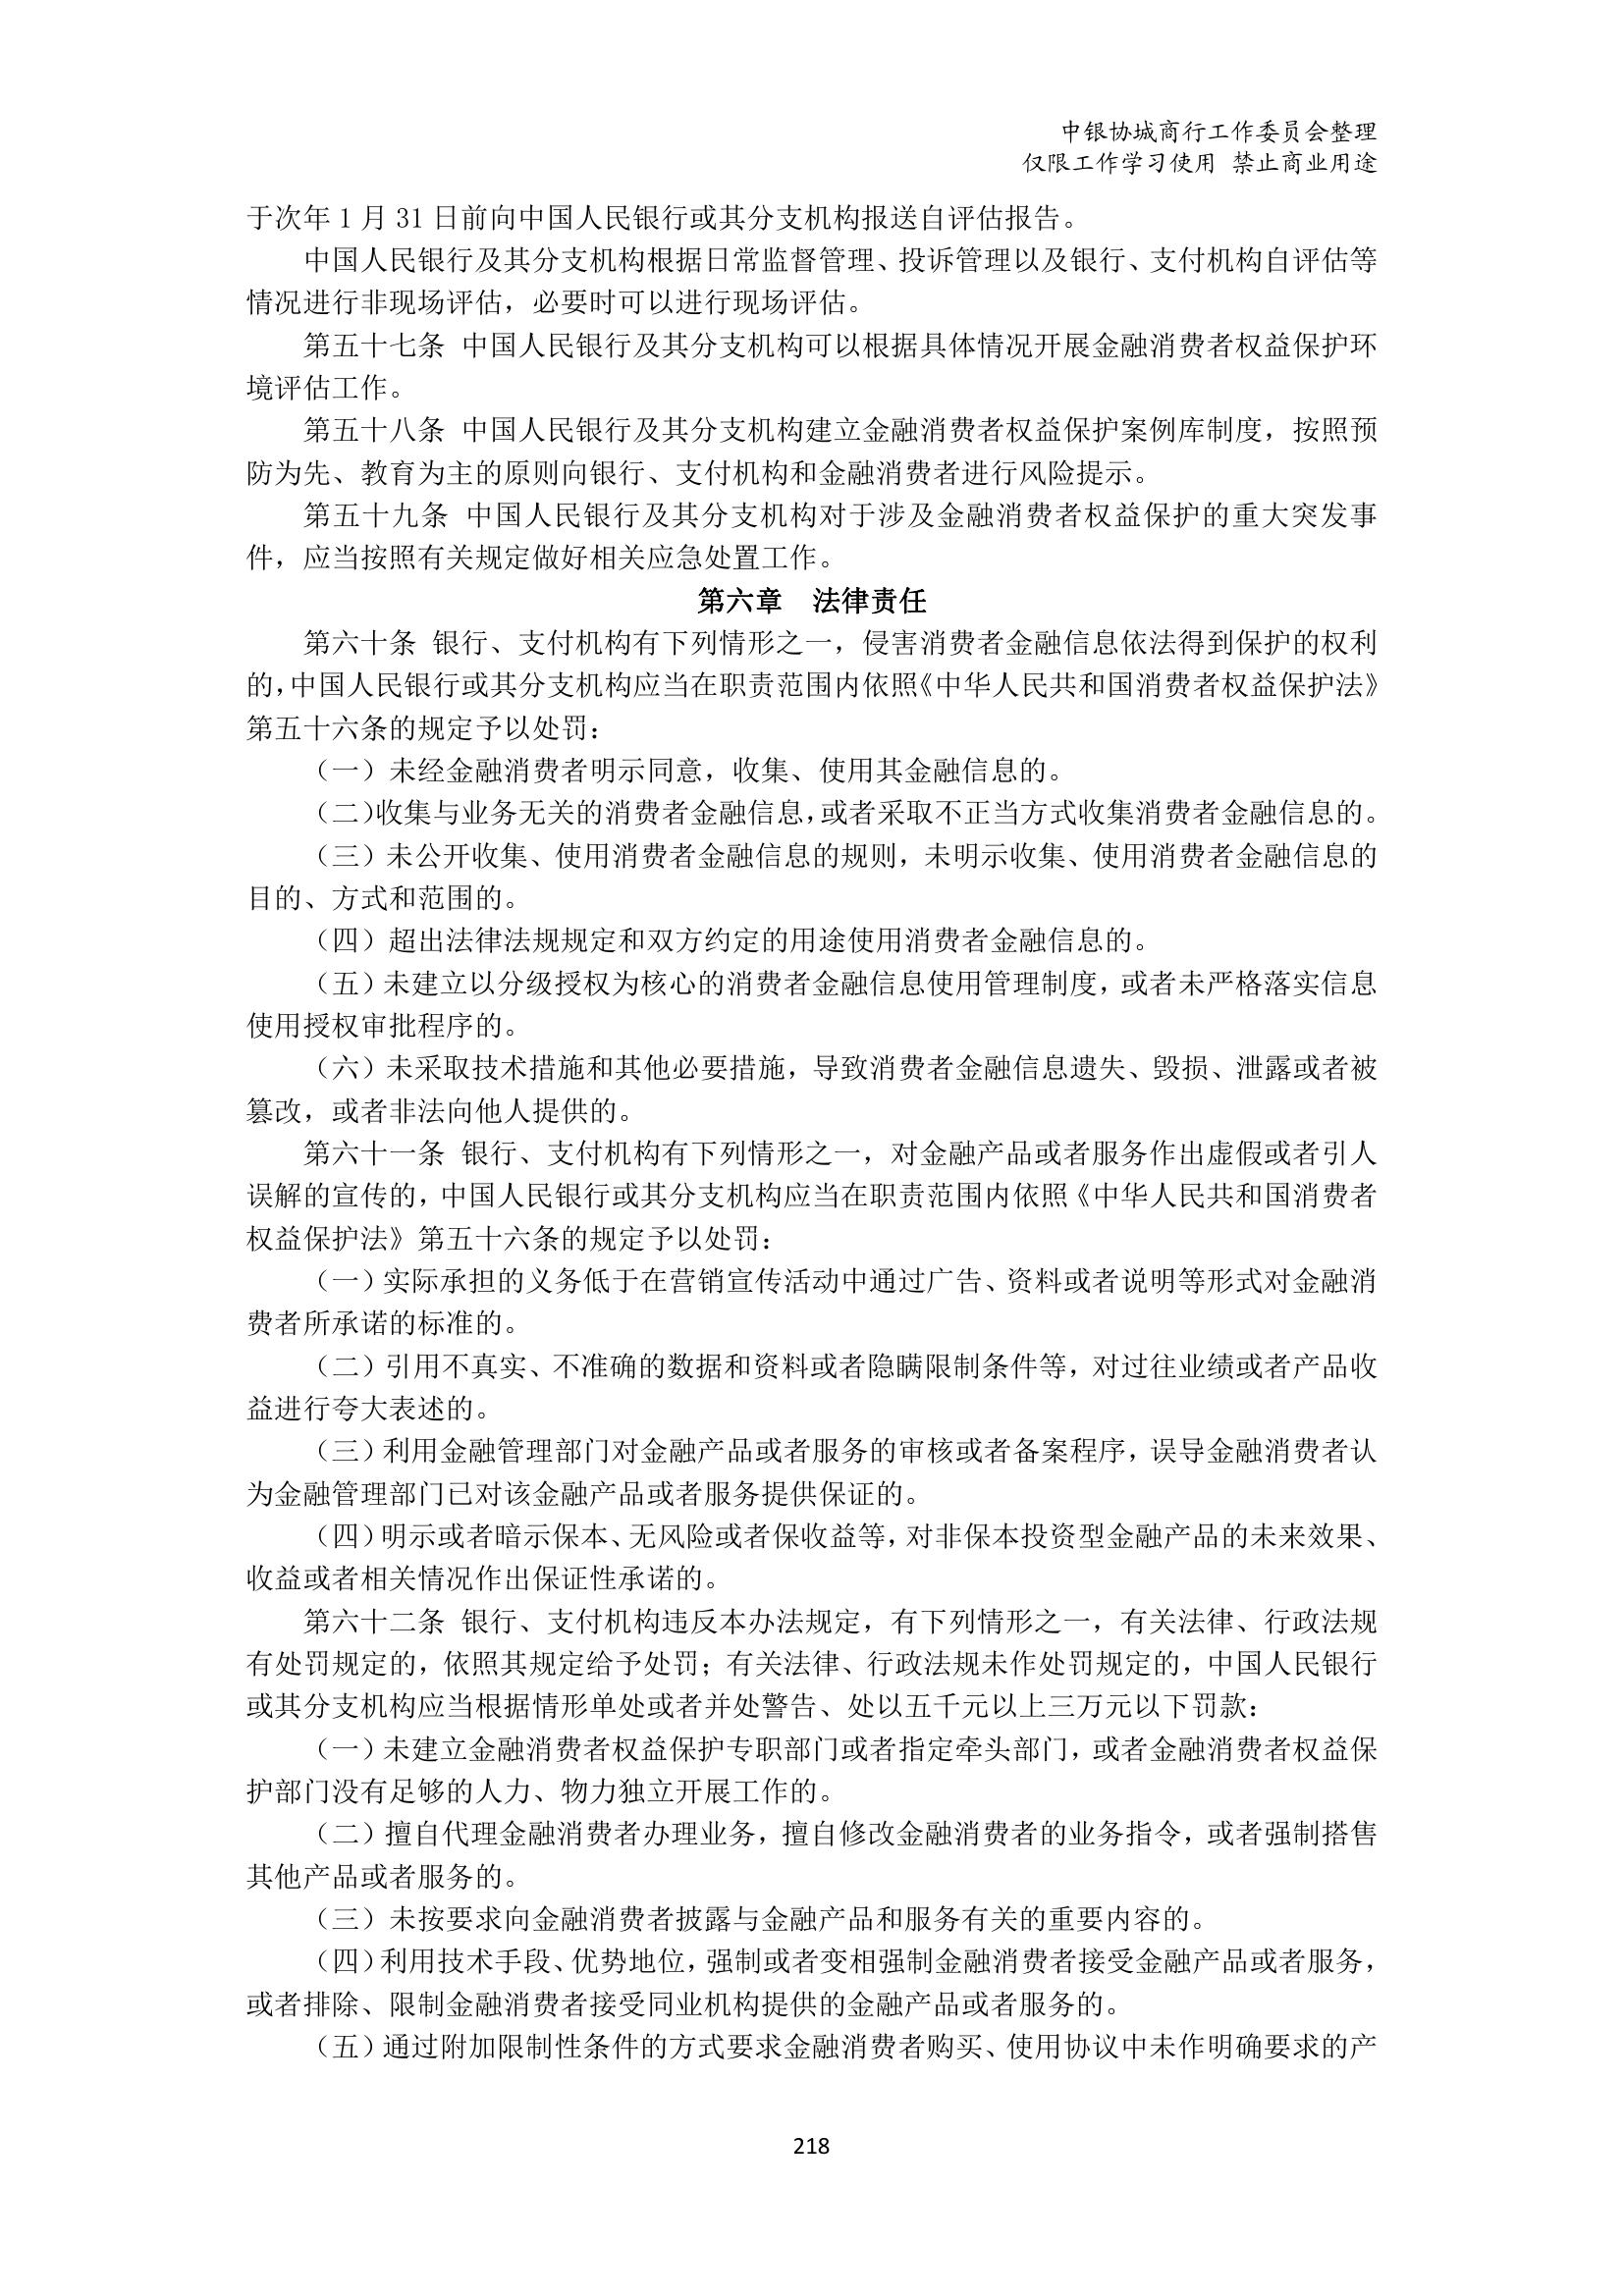 中银协城商行工作委员会整理
仅限工作学习使用 禁止商业用途
于次年 1 月 31 日前向中国人民银行或其分支机构报送自评估报告。
中国人民银行及其分支机构根据日常监督管理、投诉管理以及银行、支付机构自评估等
情况进行非现场评估，必要时可以进行现场评估。
第五十七条 中国人民银行及其分支机构可以根据具体情况开展金融消费者权益保护环
境评估工作。
第五十八条 中国人民银行及其分支机构建立金融消费者权益保护案例库制度，按照预
防为先、教育为主的原则向银行、支付机构和金融消费者进行风险提示。
第五十九条 中国人民银行及其分支机构对于涉及金融消费者权益保护的重大突发事
件，应当按照有关规定做好相关应急处置工作。
第六章　法律责任
第六十条 银行、支付机构有下列情形之一，侵害消费者金融信息依法得到保护的权利
的，中国人民银行或其分支机构应当在职责范围内依照《中华人民共和国消费者权益保护法》
第五十六条的规定予以处罚：
（一）未经金融消费者明示同意，收集、使用其金融信息的。
（二）收集与业务无关的消费者金融信息，或者采取不正当方式收集消费者金融信息的。
（三）未公开收集、使用消费者金融信息的规则，未明示收集、使用消费者金融信息的
目的、方式和范围的。
（四）超出法律法规规定和双方约定的用途使用消费者金融信息的。
（五）未建立以分级授权为核心的消费者金融信息使用管理制度，或者未严格落实信息
使用授权审批程序的。
（六）未采取技术措施和其他必要措施，导致消费者金融信息遗失、毁损、泄露或者被
篡改，或者非法向他人提供的。
第六十一条 银行、支付机构有下列情形之一，对金融产品或者服务作出虚假或者引人
误解的宣传的，中国人民银行或其分支机构应当在职责范围内依照《中华人民共和国消费者
权益保护法》第五十六条的规定予以处罚：
（一）实际承担的义务低于在营销宣传活动中通过广告、资料或者说明等形式对金融消
费者所承诺的标准的。
（二）引用不真实、不准确的数据和资料或者隐瞒限制条件等，对过往业绩或者产品收
益进行夸大表述的。
（三）利用金融管理部门对金融产品或者服务的审核或者备案程序，误导金融消费者认
为金融管理部门已对该金融产品或者服务提供保证的。
（四）明示或者暗示保本、无风险或者保收益等，对非保本投资型金融产品的未来效果、
收益或者相关情况作出保证性承诺的。
第六十二条 银行、支付机构违反本办法规定，有下列情形之一，有关法律、行政法规
有处罚规定的，依照其规定给予处罚；有关法律、行政法规未作处罚规定的，中国人民银行
或其分支机构应当根据情形单处或者并处警告、处以五千元以上三万元以下罚款：
（一）未建立金融消费者权益保护专职部门或者指定牵头部门，或者金融消费者权益保
护部门没有足够的人力、物力独立开展工作的。
（二）擅自代理金融消费者办理业务，擅自修改金融消费者的业务指令，或者强制搭售
其他产品或者服务的。
（三）未按要求向金融消费者披露与金融产品和服务有关的重要内容的。
（四）利用技术手段、优势地位，强制或者变相强制金融消费者接受金融产品或者服务，
或者排除、限制金融消费者接受同业机构提供的金融产品或者服务的。
（五）通过附加限制性条件的方式要求金融消费者购买、使用协议中未作明确要求的产
218